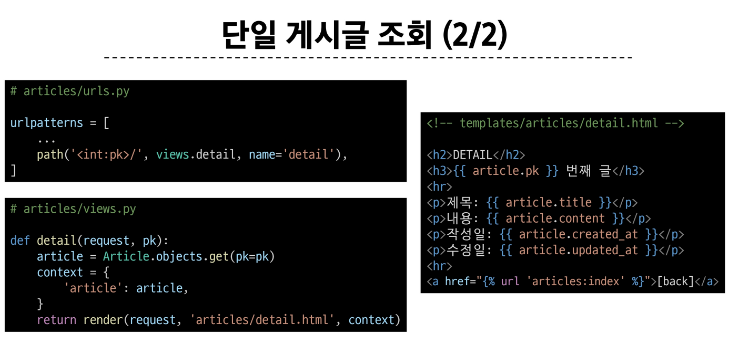 단일 게시글 조회 (2/2)
# articles/urls.py
urlpatterns = [
    ...
    path('<int:pk>/', views.detail, name='detail'),
]
# articles/views.py
def detail(request, pk):
    article = Article.objects.get(pk=pk)
    context = {
        'article': article,
    }
    return render(request, 'articles/detail.html', context)
<!-- templates/articles/detail.html -->
<h2>DETAIL</h2>
<h3>{{ article.pk }} 번째 글</h3>
<hr>
<p>제목: {{ article.title }}</p>
<p>내용: {{ article.content }}</p>
<p>작성일: {{ article.created_at }}</p>
<p>수정일: {{ article.updated_at }}</p>
<hr>
<a href="{% url 'articles:index' %}">[back]</a>